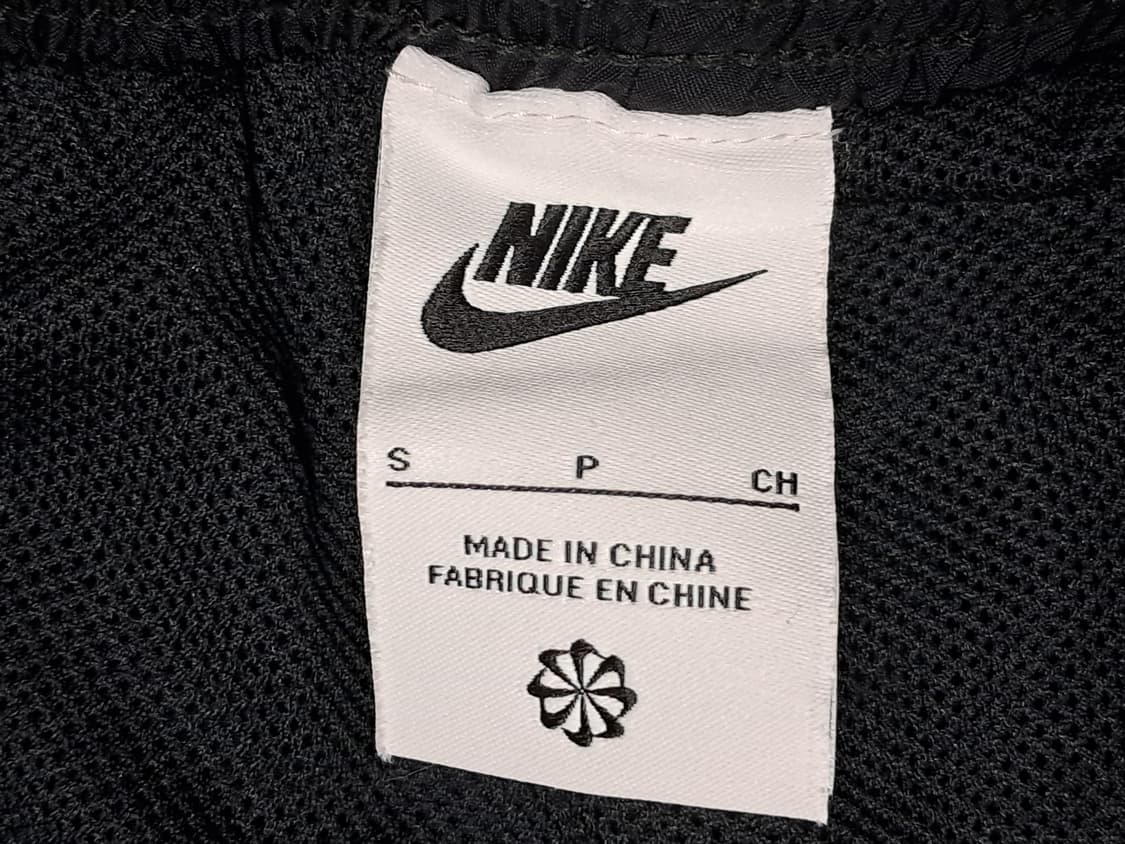 NIKE
S P CH
MADE IN CHINA
FABRIQUE EN CHINE